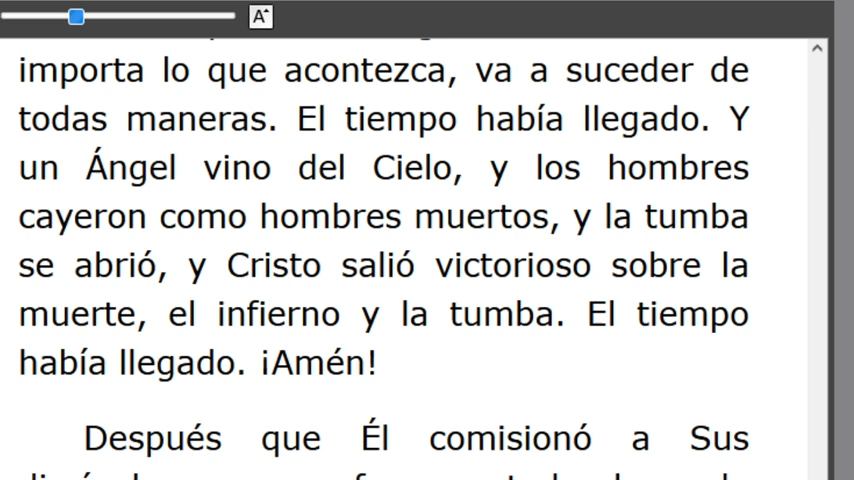 A
importa lo que acontezca, va a suceder de
todas maneras. El tiempo había llegado. Y
un Ángel vino del Cielo, y los hombres
cayeron como hombres muertos, y la tumba
se abrió, y Cristo salió victorioso sobre la
muerte, el infierno y la tumba. El tiempo
había llegado. ¡Amén!
Después que Él comisionó a Sus